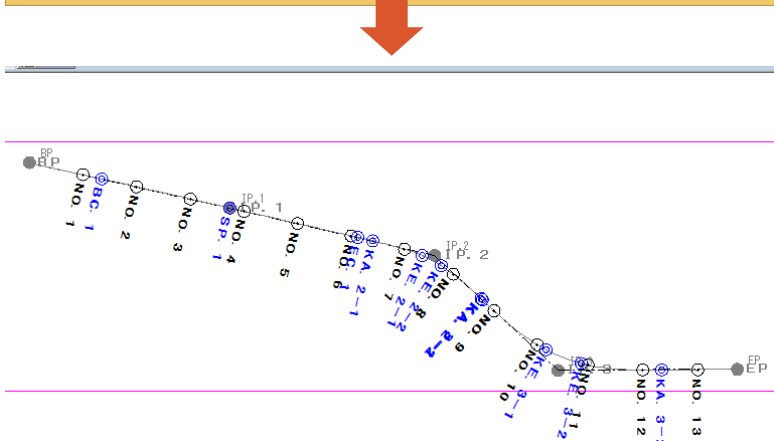 BP
BP
NO. 1
BC. 1
NO. 2
NO. 3
IP.1
IP. 1
SP. 1
NO. 4
NO. 5
NO. 6
EC. 1
KA. 2-1
NO. 7
KE. 2-1
IP.2
IP. 2
KE. 2-2
NO. 8
KA. 2-2
NO. 9
NO. 10
KE. 3-1
KE. 3-2
NO. 11
NO. 12
NO. 13
EP
EP